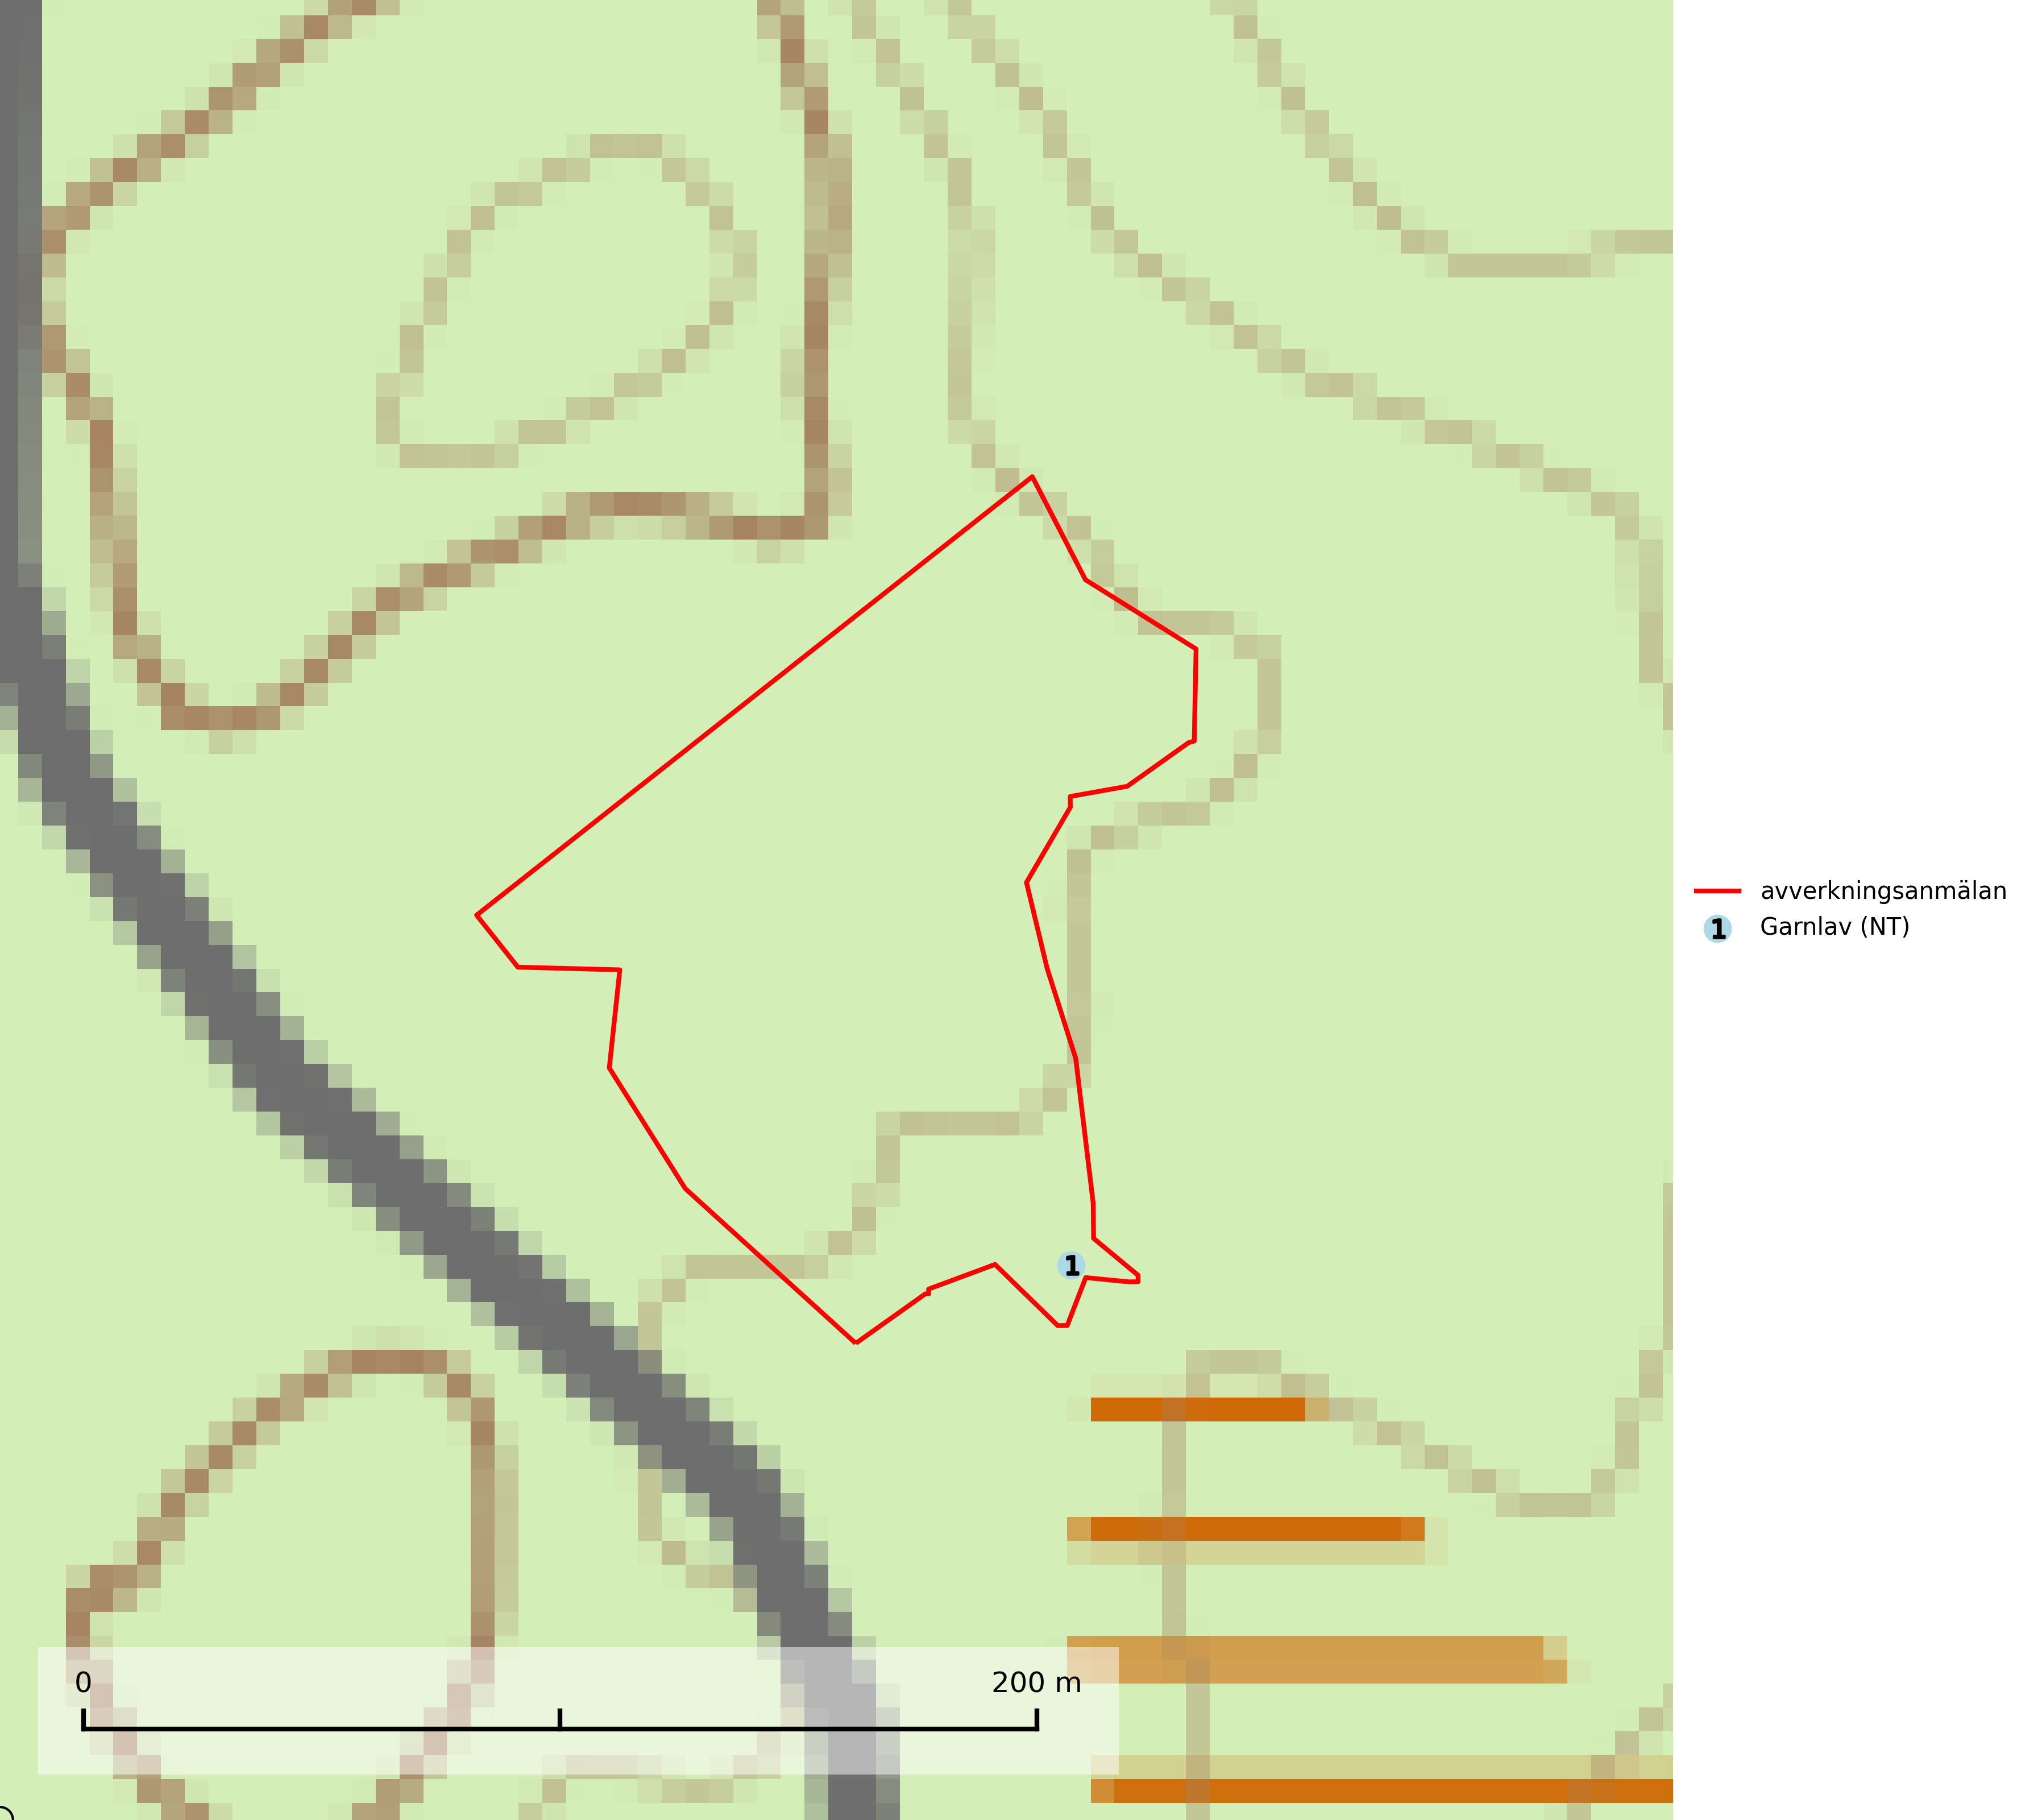 avverkningsanmälan
1 Garnlav (NT)
1
0 200 m